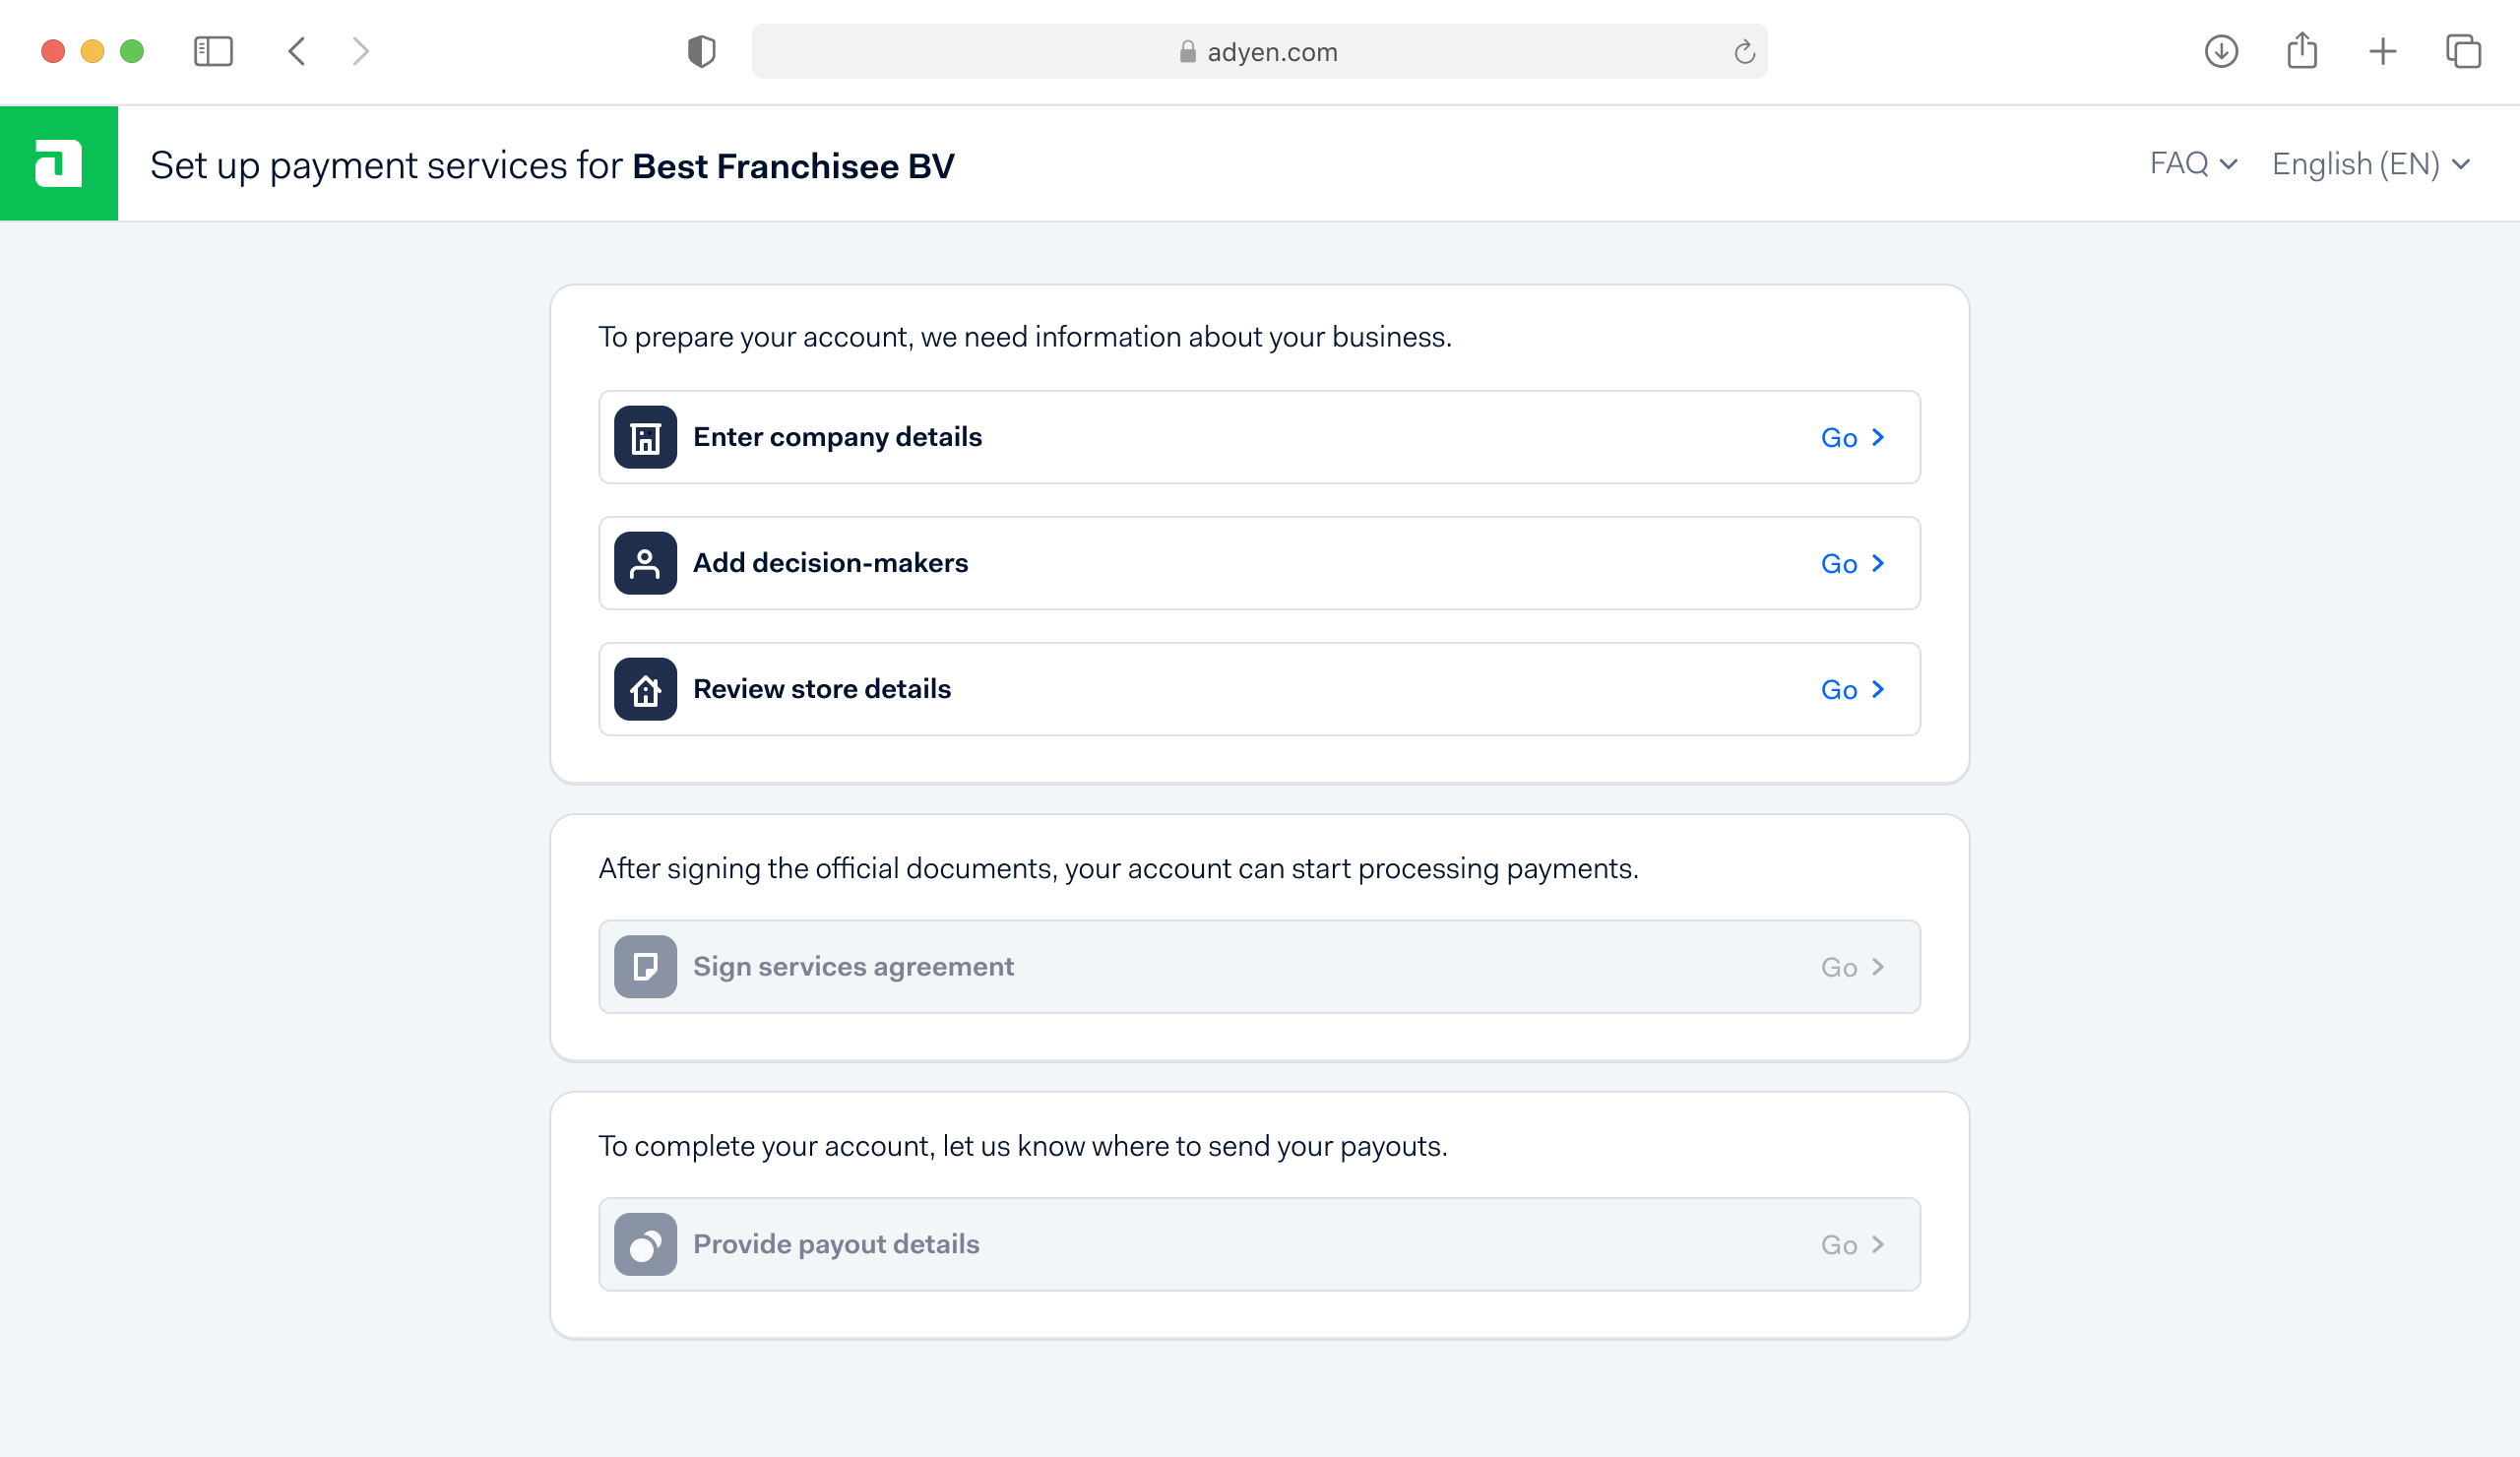 adyen.com
Set up payment services for Best Franchisee BV
FAQ
English (EN)
To prepare your account, we need information about your business.
Enter company details
Go
Add decision-makers
Go
Review store details
Go
After signing the official documents, your account can start processing payments.
Sign services agreement
Go
To complete your account, let us know where to send your payouts.
Provide payout details
Go